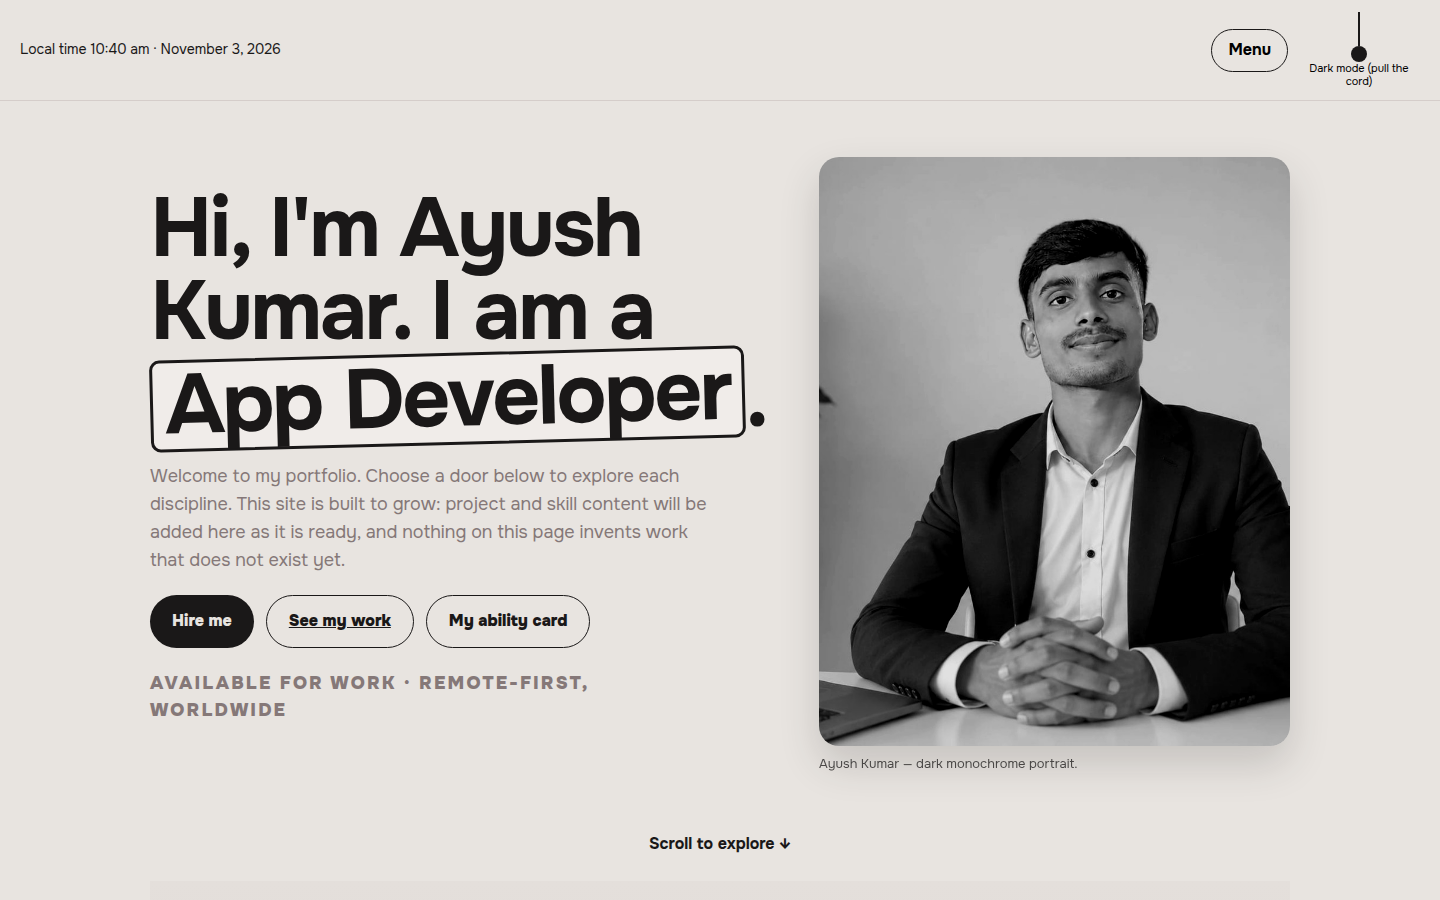 Local time 10:40 am · November 3, 2026
Menu
Dark mode (pull the
cord)
Hi, I'm Ayush
Kumar. I am a
App Developer.
Welcome to my portfolio. Choose a door below to explore each
discipline. This site is built to grow: project and skill content will be
added here as it is ready, and nothing on this page invents work
that does not exist yet.
Hire me
See my work
My ability card
AVAILABLE FOR WORK · REMOTE-FIRST,
WORLDWIDE
Ayush Kumar — dark monochrome portrait.
Scroll to explore ↓